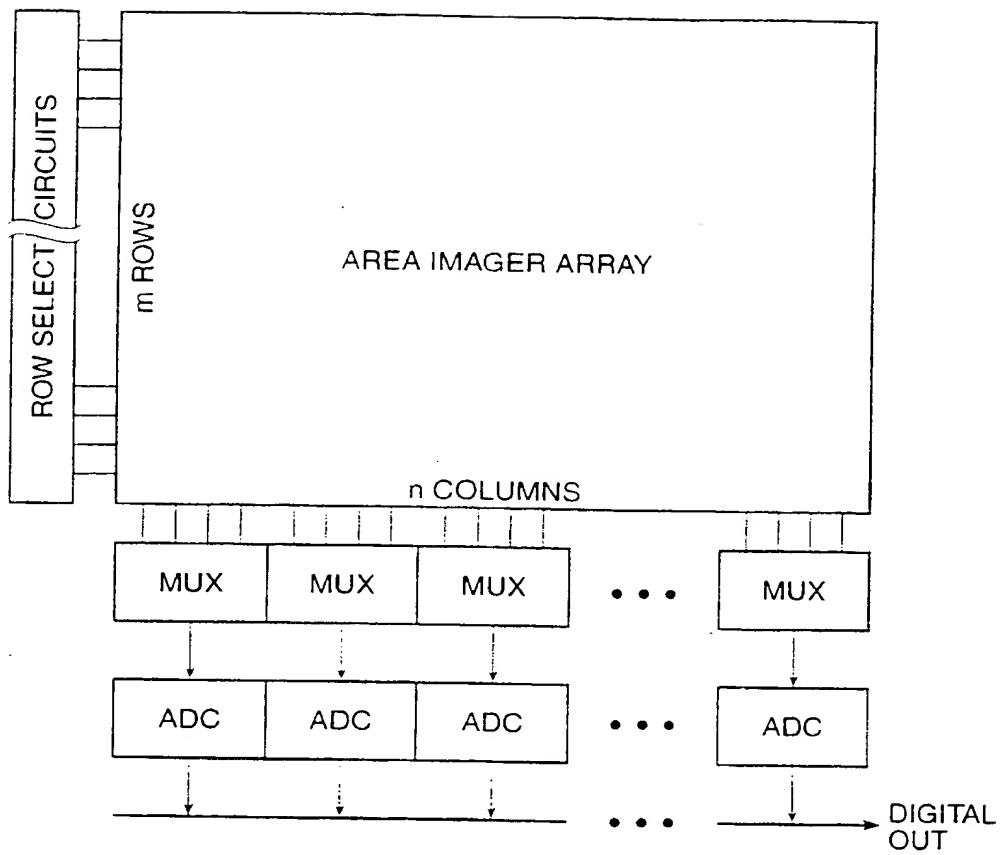 ROW SELECT CIRCUITS
m ROWS
AREA IMAGER ARRAY
n COLUMNS
MUX MUX MUX MUX
ADC ADC ADC ADC
DIGITAL
OUT